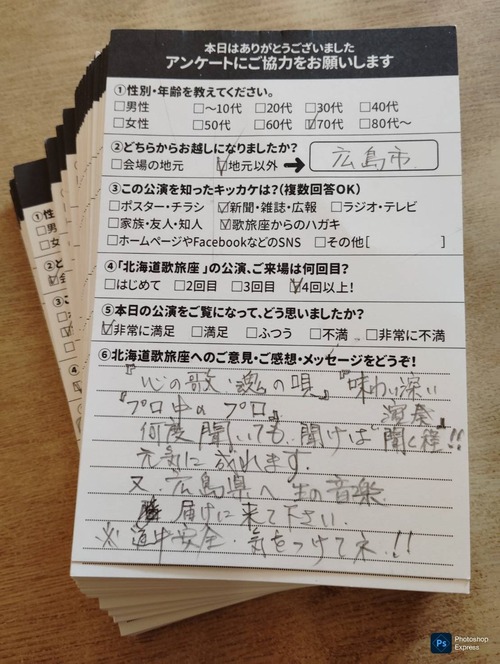 本日はありがとうございました
アンケートにご協力をお願いします
①性別・年齢を教えてください。
□男性 □〜10代 □20代 □30代 □40代
□女性 □50代 □60代 ☑70代 □80代〜
②どちらからお越しになりましたか?
□会場の地元 ☑地元以外 ➔ 広島市
③この公演を知ったキッカケは?(複数回答OK)
□ポスター・チラシ ☑新聞・雑誌・広報 □ラジオ・テレビ
□家族・友人・知人 ☑歌旅座からのハガキ
□ホームページやFacebookなどのSNS □その他[ ]
④「北海道歌旅座」の公演、ご来場は何回目?
□はじめて □2回目 □3回目 ☑4回以上!
⑤本日の公演をご覧になって、どう思いましたか?
☑非常に満足 □満足 □ふつう □不満 □非常に不満
⑥北海道歌旅座へのご意見・ご感想・メッセージをどうぞ!
『心の歌・魂の唄』『味わい深い
演奏』
『プロ中の プロ』
何度聞いても 聞けば 聞く程!!
元気に成れます.
又.広島県へ 生の音楽
届けに来て下さい.
※道中安全.気をつけてネ.!!
Ps Photoshop
Express